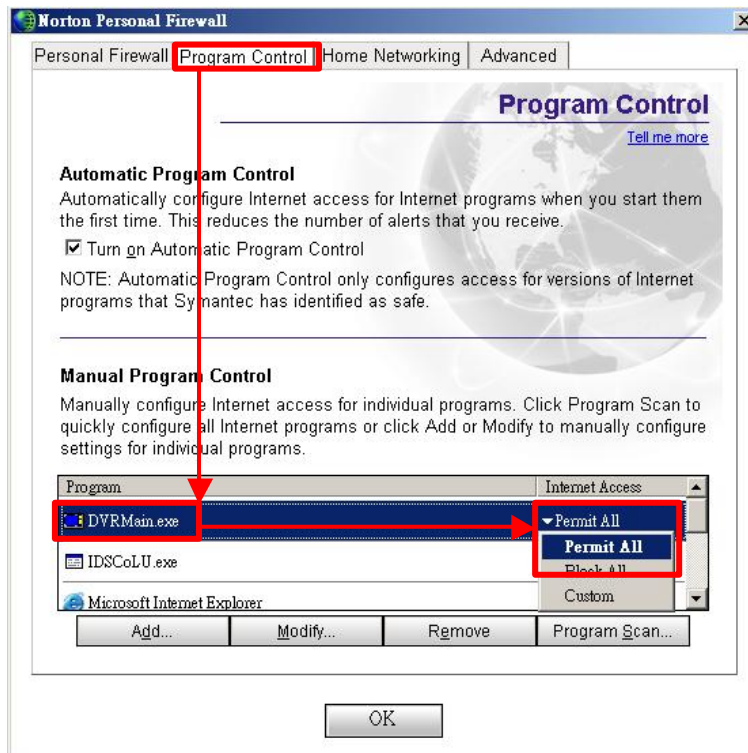 Norton Personal Firewall
Personal Firewall Program Control Home Networking Advanced
Program Control
Tell me more
Automatic Program Control
Automatically configure Internet access for Internet programs when you start them
the first time. This reduces the number of alerts that you receive.
Turn on Automatic Program Control
NOTE: Automatic Program Control only configures access for versions of Internet
programs that Symantec has identified as safe.
Manual Program Control
Manually configure Internet access for individual programs. Click Program Scan to
quickly configure all Internet programs or click Add or Modify to manually configure
settings for individual programs.
Program Internet Access
DVRMain.exe Permit All
Permit All
IDSCoLU.exe Block All
Microsoft Internet Explorer Custom
Add... Modify... Remove Program Scan...
OK